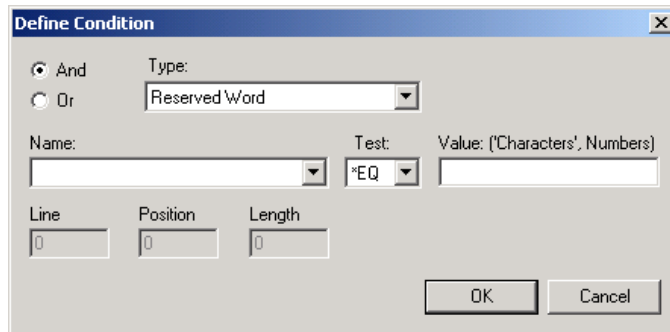 Define Condition
And
Or
Type:
Reserved Word
Name:
Test:
*EQ
Value: ('Characters', Numbers)
Line
0
Position
0
Length
0
OK
Cancel